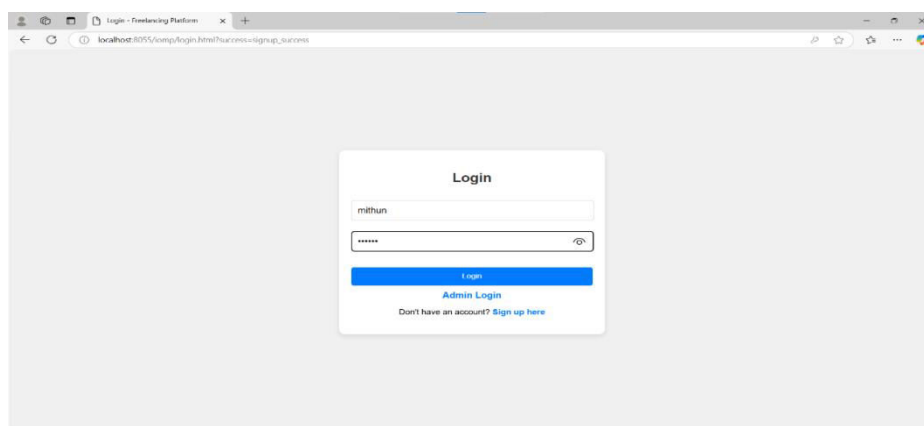 Login - Freelancing Platform
localhost:8055/iomp/login.html?success=signup_success
Login
mithun
••••••
Login
Admin Login
Don't have an account? Sign up here